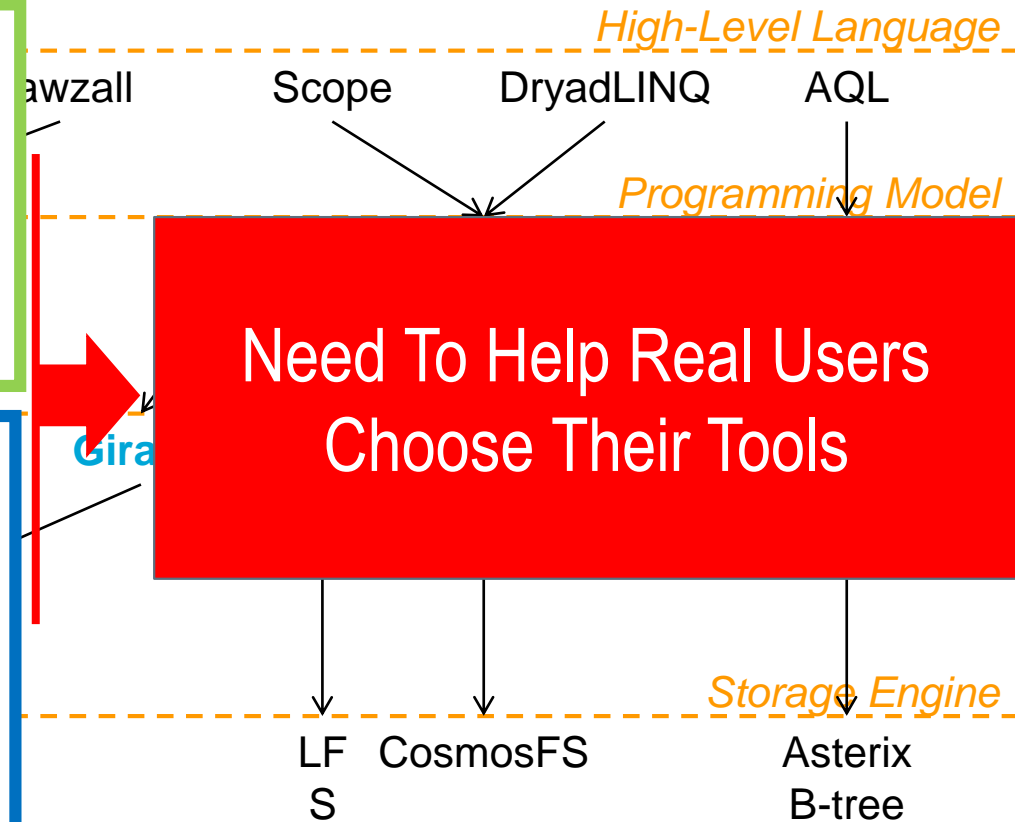 High-Level Language
awzall Scope DryadLINQ AQL
Programming Model
Need To Help Real Users
Choose Their Tools
Gira
Storage Engine
LF CosmosFS Asterix
S B-tree